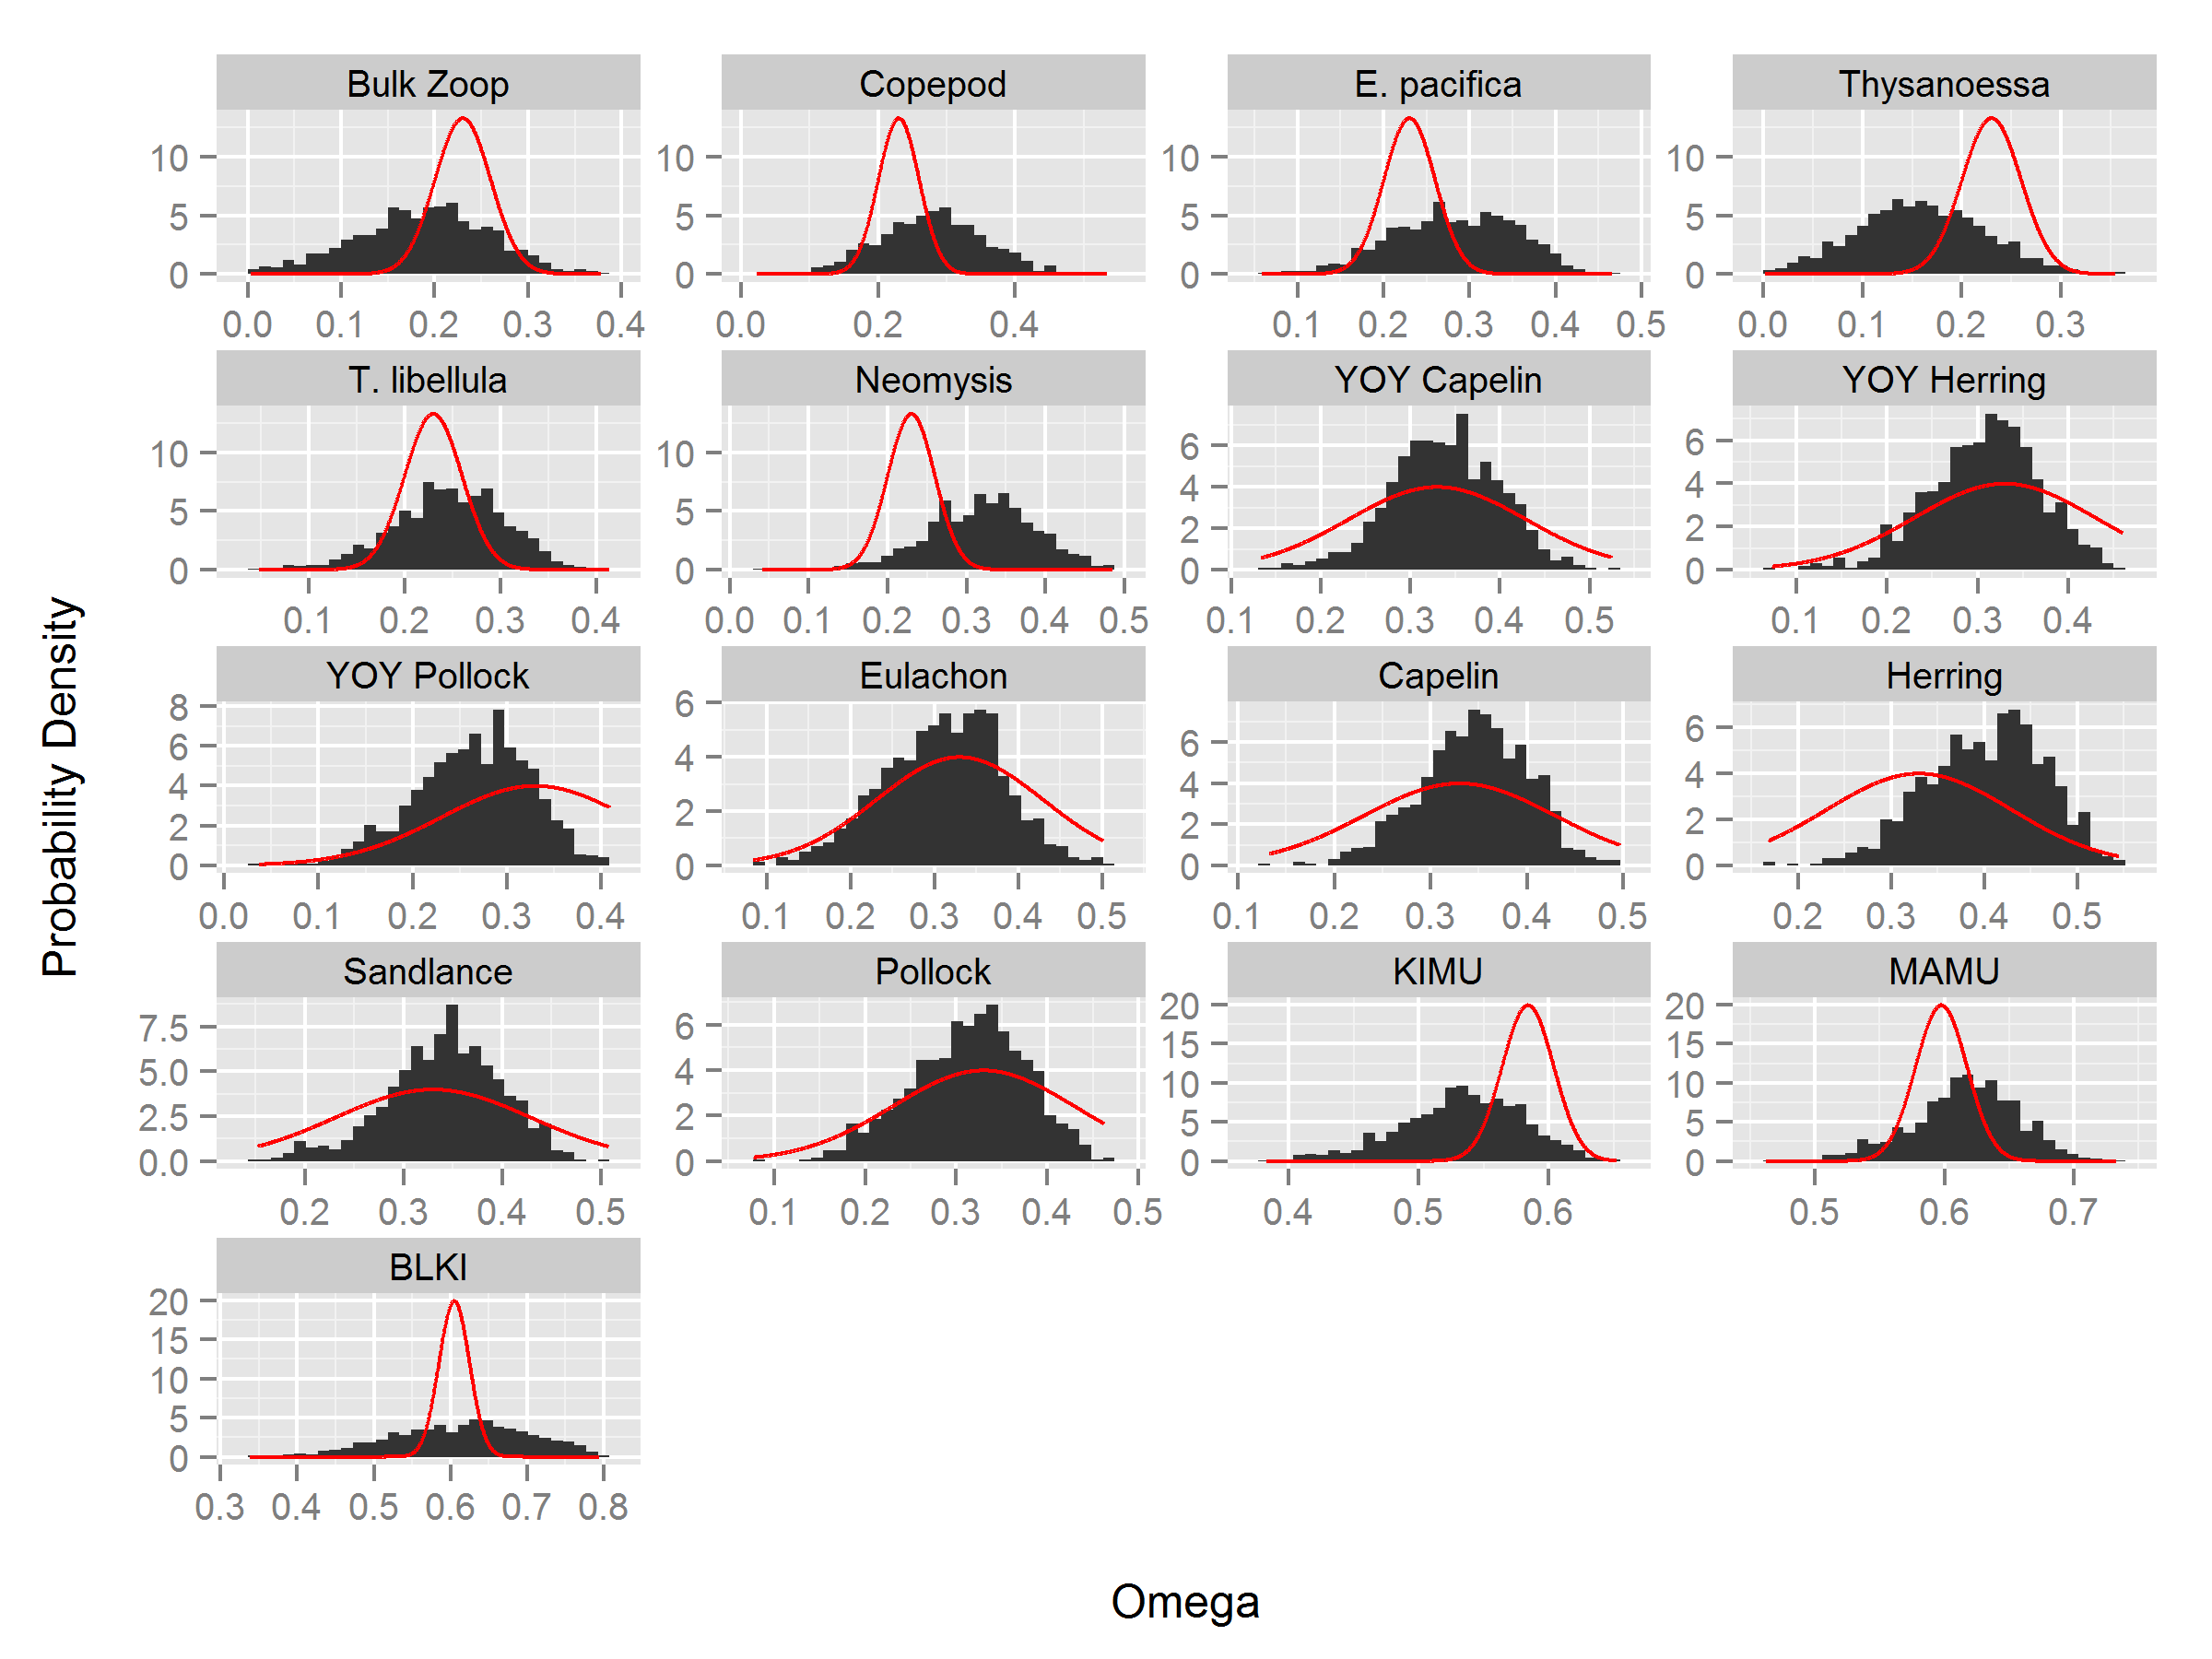 Bulk Zoop Copepod E. pacifica Thysanoessa
10 10 10 10
5 5 5 5
0 0 0 0
0.0 0.1 0.2 0.3 0.4 0.0 0.2 0.4 0.1 0.2 0.3 0.4 0.5 0.0 0.1 0.2 0.3
T. libellula Neomysis YOY Capelin YOY Herring
10 10 6 6
5 5 4 4
2 2
0 0 0 0
0.1 0.2 0.3 0.4 0.0 0.1 0.2 0.3 0.4 0.5 0.1 0.2 0.3 0.4 0.5 0.1 0.2 0.3 0.4
Probability Density
YOY Pollock Eulachon Capelin Herring
8 6
6 4 6 6
4 4 4
2 2 2 2
0 0 0 0
0.0 0.1 0.2 0.3 0.4 0.1 0.2 0.3 0.4 0.5 0.1 0.2 0.3 0.4 0.5 0.2 0.3 0.4 0.5
Sandlance Pollock KIMU MAMU
20 20
7.5 6 15 15
5.0 4 10 10
2.5 2 5 5
0.0 0 0 0
0.2 0.3 0.4 0.5 0.1 0.2 0.3 0.4 0.5 0.4 0.5 0.6 0.5 0.6 0.7
BLKI
20
15
10
5
0
0.3 0.4 0.5 0.6 0.7 0.8
Omega